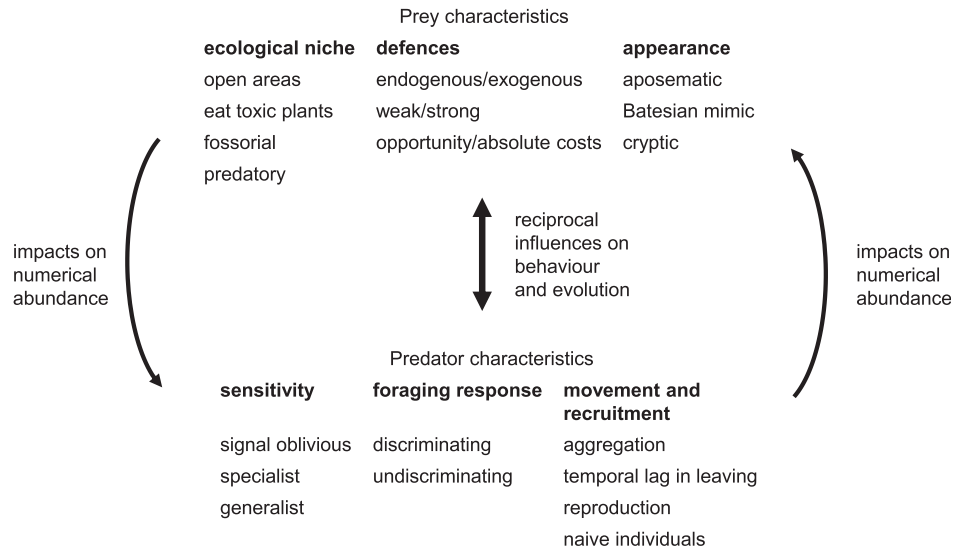 Prey characteristics
ecological niche defences appearance
open areas endogenous/exogenous aposematic
eat toxic plants weak/strong Batesian mimic
fossorial opportunity/absolute costs cryptic
predatory
impacts on
numerical
abundance
reciprocal
influences on
behaviour
and evolution
impacts on
numerical
abundance
Predator characteristics
sensitivity foraging response movement and
recruitment
signal oblivious discriminating aggregation
specialist undiscriminating temporal lag in leaving
generalist reproduction
naive individuals